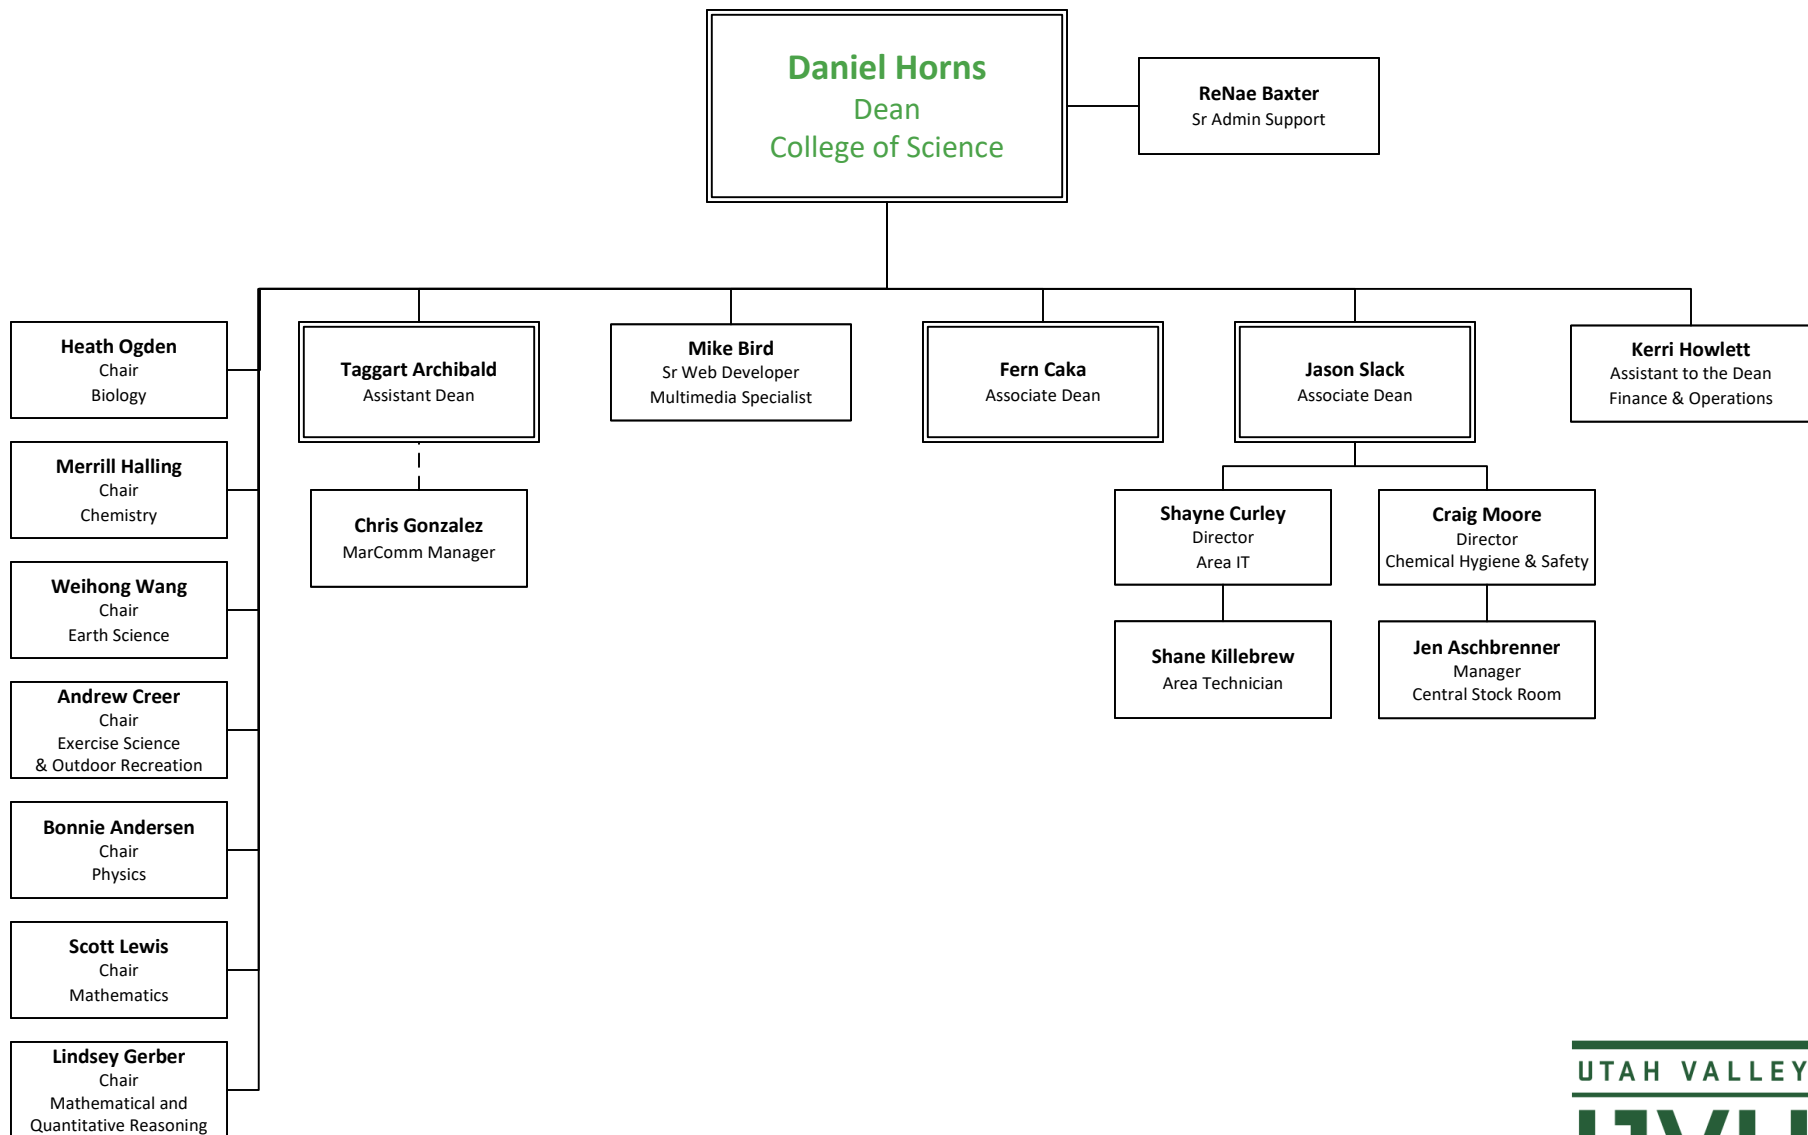 Daniel Horns
Dean
College of Science
ReNae Baxter
Sr Admin Support
Heath Ogden
Chair
Biology
Taggart Archibald
Assistant Dean
Mike Bird
Sr Web Developer
Multimedia Specialist
Fern Caka
Associate Dean
Jason Slack
Associate Dean
Kerri Howlett
Assistant to the Dean
Finance & Operations
Merrill Halling
Chair
Chemistry
Chris Gonzalez
MarComm Manager
Shayne Curley
Director
Area IT
Craig Moore
Director
Chemical Hygiene & Safety
Weihong Wang
Chair
Earth Science
Shane Killebrew
Area Technician
Jen Aschbrenner
Manager
Central Stock Room
Andrew Creer
Chair
Exercise Science
& Outdoor Recreation
Bonnie Andersen
Chair
Physics
Scott Lewis
Chair
Mathematics
Lindsey Gerber
Chair
Mathematical and
Quantitative Reasoning
UTAH VALLEY